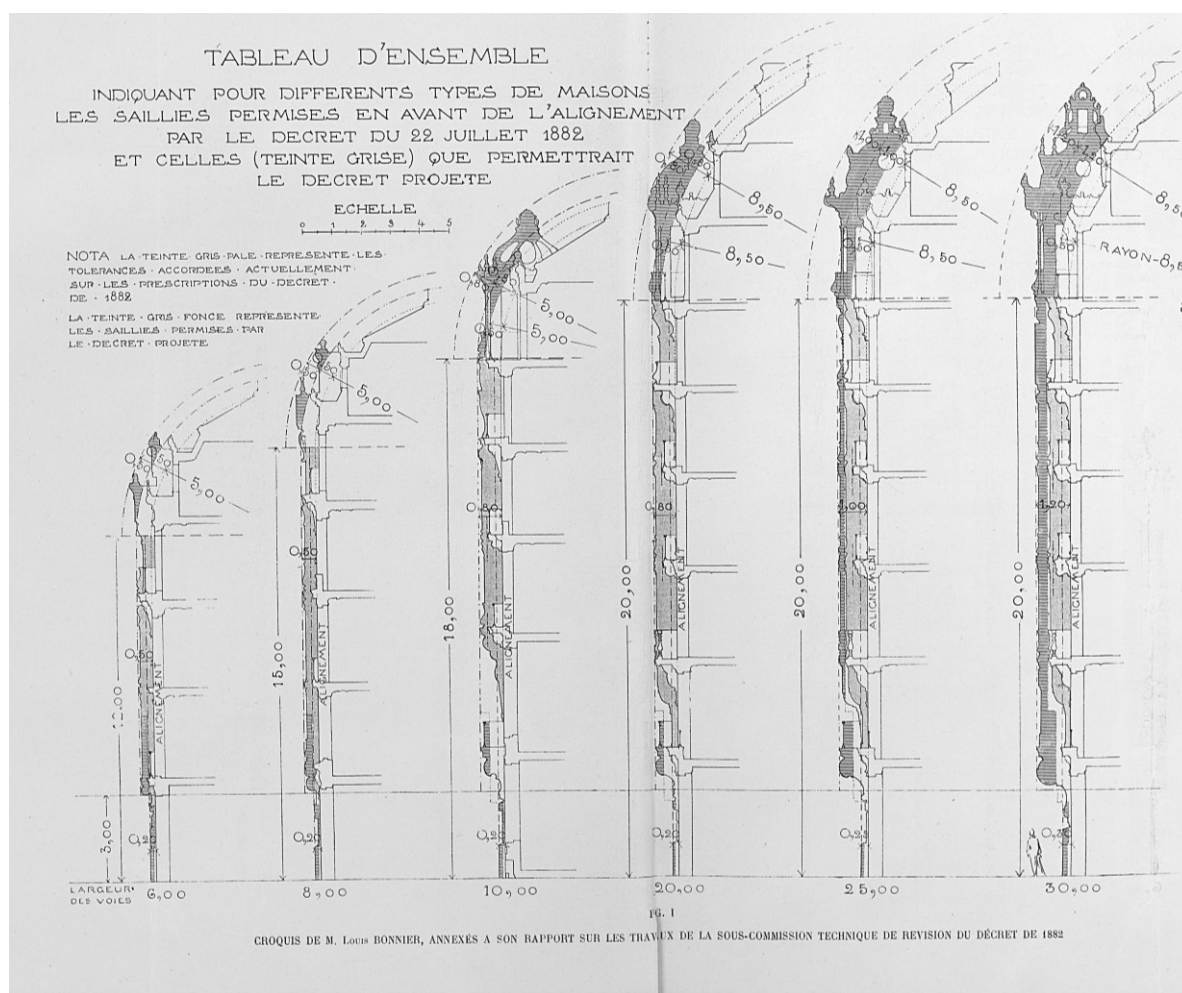 TABLEAU D'ENSEMBLE
INDIQUANT POUR DIFFERENTS TYPES DE MAISONS
LES SAILLIES PERMISES EN AVANT DE L'ALIGNEMENT
PAR LE DECRET DU 22 JUILLET 1882
ET CELLES (TEINTE GRISE) QUE PERMETTRAIT
LE DECRET PROJETE
ECHELLE
0 1 2 3 4 5
NOTA LA · TEINTE · GRIS · PALE · REPRESENTE · LES ·
TOLERANCES · ACCORDEES · ACTUELLEMENT ·
SUR · LES · PRESCRIPTIONS · DU · DECRET ·
DE · 1882
LA · TEINTE · GRIS · FONCE REPRESENTE
LES · SAILLIES · PERMISES · PAR
LE · DECRET · PROJETE
5,00
5,00
5,00
5,00
8,50
8,50
8,50
8,50
8,50
RAYON-8,5
12,00
15,00
18,00
20,00
20,00
20,00
3,00
0,50
0,80
0,80
1,00
1,20
ALIGNEMENT
ALIGNEMENT
ALIGNEMENT
ALIGNEMENT
ALIGNEMENT
ALIGNEMENT
0,20
0,20
LARGEUR ·
DES VOIES
6,00
8,00
10,00
20,00
25,00
30,00
FIG. 1
CROQUIS DE M. Louis BONNIER, ANNEXÉS A SON RAPPORT SUR LES TRAVAUX DE LA SOUS-COMMISSION TECHNIQUE DE REVISION DU DÉCRET DE 1882